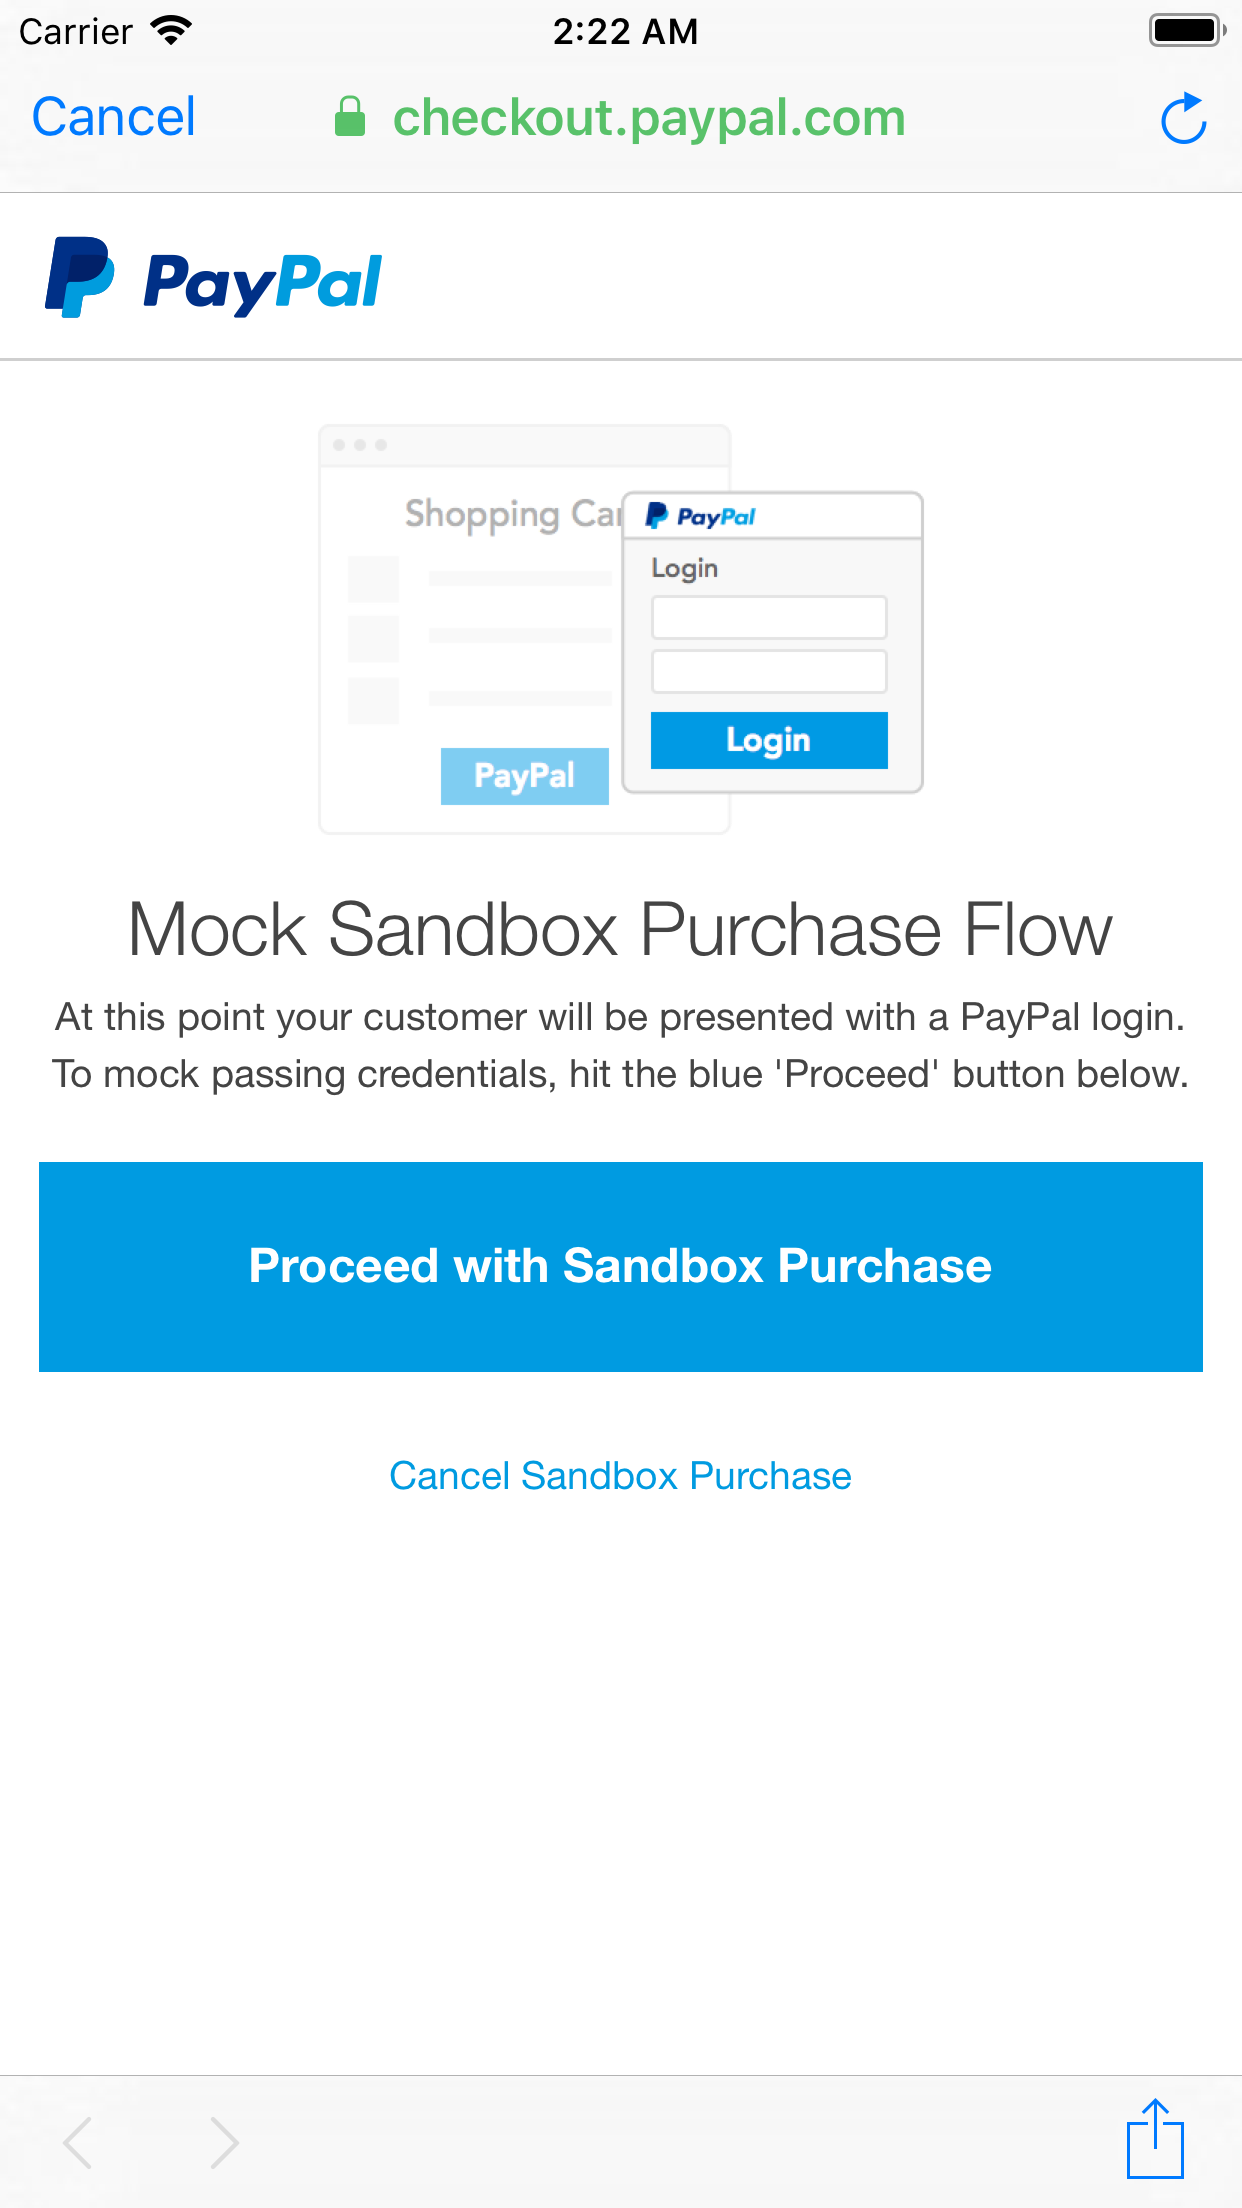 Carrier 2:22 AM
Cancel checkout.paypal.com
PayPal
Shopping
PayPal
Login
Login
PayPal
Mock Sandbox Purchase Flow
At this point your customer will be presented with a PayPal login.
To mock passing credentials, hit the blue 'Proceed' button below.
Proceed with Sandbox Purchase
Cancel Sandbox Purchase